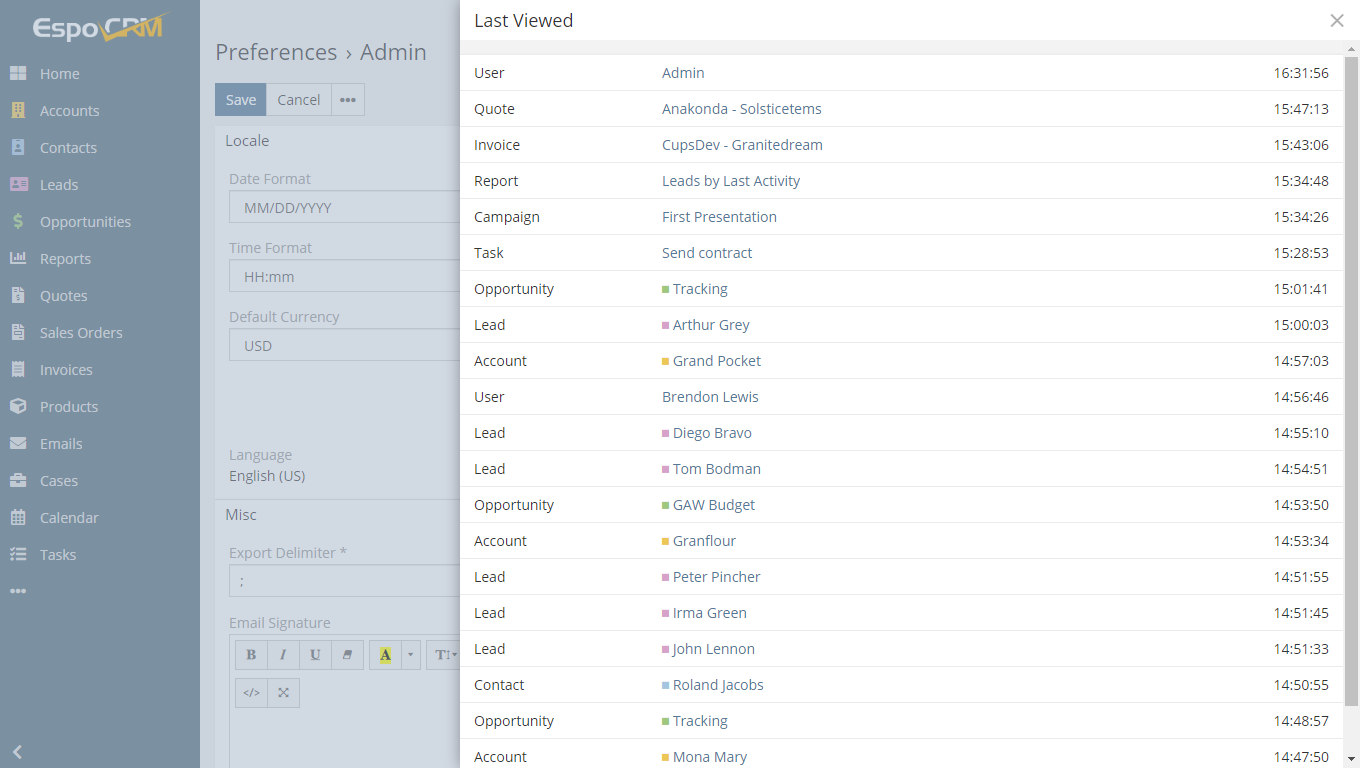 EspoCRM
Home
Accounts
Contacts
Leads
Opportunities
Reports
Quotes
Sales Orders
Invoices
Products
Emails
Cases
Calendar
Tasks
•••
Preferences › Admin
Save Cancel •••
Locale
Date Format
MM/DD/YYYY
Time Format
HH:mm
Default Currency
USD
Language
English (US)
Misc
Export Delimiter *
;
Email Signature
B I U A T
</>
Last Viewed ×
User Admin 16:31:56
Quote Anakonda - Solsticetems 15:47:13
Invoice CupsDev - Granitedream 15:43:06
Report Leads by Last Activity 15:34:48
Campaign First Presentation 15:34:26
Task Send contract 15:28:53
Opportunity Tracking 15:01:41
Lead Arthur Grey 15:00:03
Account Grand Pocket 14:57:03
User Brendon Lewis 14:56:46
Lead Diego Bravo 14:55:10
Lead Tom Bodman 14:54:51
Opportunity GAW Budget 14:53:50
Account Granflour 14:53:34
Lead Peter Pincher 14:51:55
Lead Irma Green 14:51:45
Lead John Lennon 14:51:33
Contact Roland Jacobs 14:50:55
Opportunity Tracking 14:48:57
Account Mona Mary 14:47:50